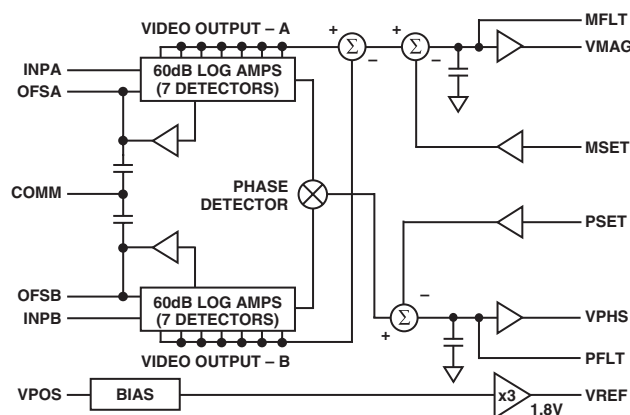 VIDEO OUTPUT – A
+
Σ
–
+
Σ
–
MFLT
VMAG
INPA
OFSA
60dB LOG AMPS
(7 DETECTORS)
MSET
COMM
PHASE
DETECTOR
PSET
–
OFSB
INPB
60dB LOG AMPS
(7 DETECTORS)
+
Σ
VPHS
PFLT
VIDEO OUTPUT – B
VPOS
BIAS
x3
1.8V
VREF